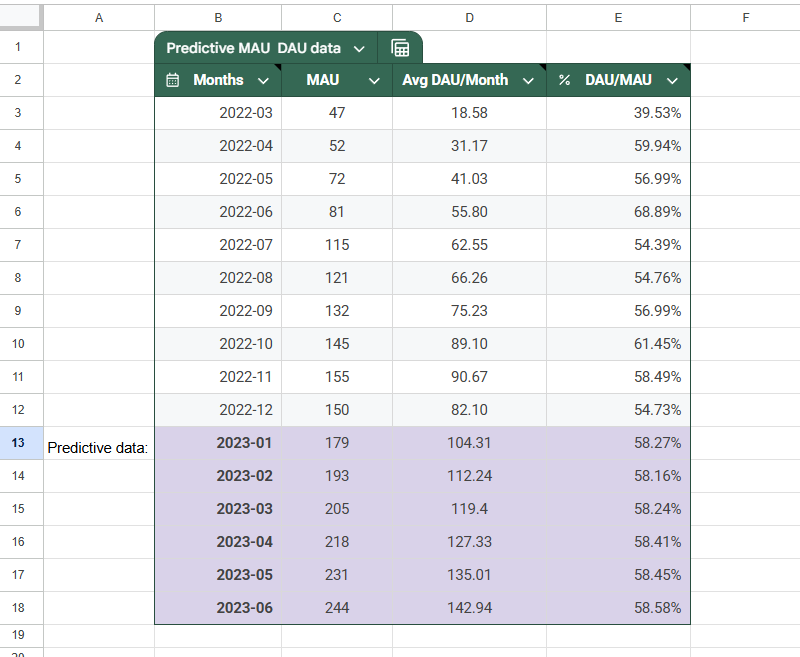 A B C D E F
1 Predictive MAU DAU data
2 Months MAU Avg DAU/Month % DAU/MAU
3 2022-03 47 18.58 39.53%
4 2022-04 52 31.17 59.94%
5 2022-05 72 41.03 56.99%
6 2022-06 81 55.80 68.89%
7 2022-07 115 62.55 54.39%
8 2022-08 121 66.26 54.76%
9 2022-09 132 75.23 56.99%
10 2022-10 145 89.10 61.45%
11 2022-11 155 90.67 58.49%
12 2022-12 150 82.10 54.73%
13 Predictive data: 2023-01 179 104.31 58.27%
14 2023-02 193 112.24 58.16%
15 2023-03 205 119.4 58.24%
16 2023-04 218 127.33 58.41%
17 2023-05 231 135.01 58.45%
18 2023-06 244 142.94 58.58%
19
20